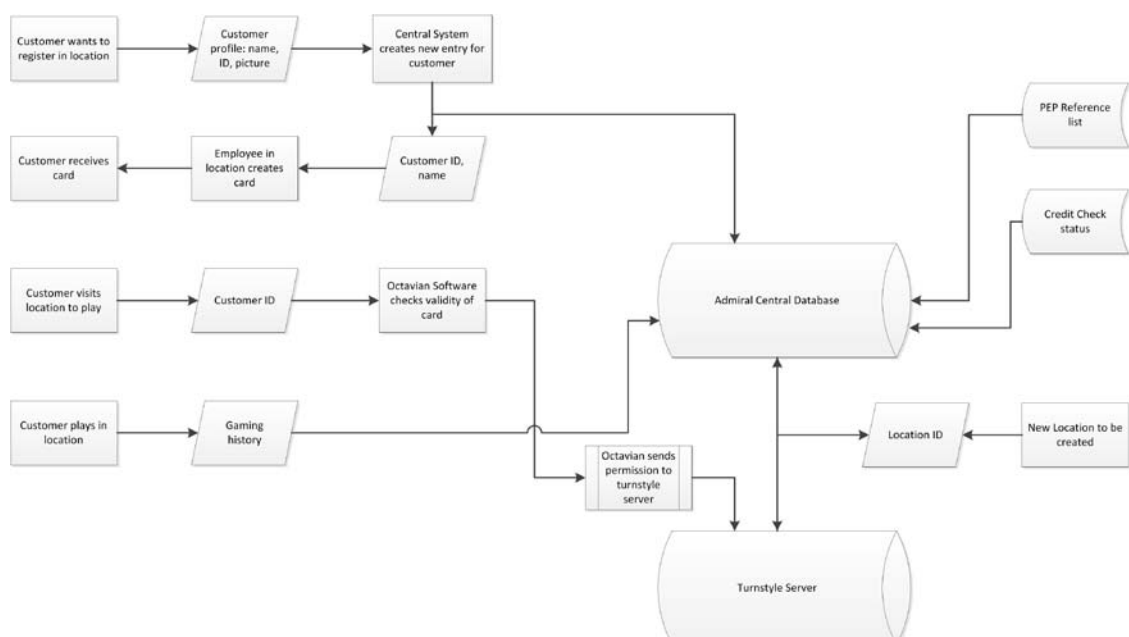 Customer wants to
register in location
Customer
profile: name,
ID, picture
Central System
creates new entry for
customer
PEP Reference
list
Customer receives
card
Employee in
location creates
card
Customer ID,
name
Credit Check
status
Customer visits
location to play
Customer ID
Octavian Software
checks validity of
card
Admiral Central Database
Customer plays in
location
Gaming
history
Location ID
New Location to be
created
Octavian sends
permission to
turnstyle
server
Turnstyle Server